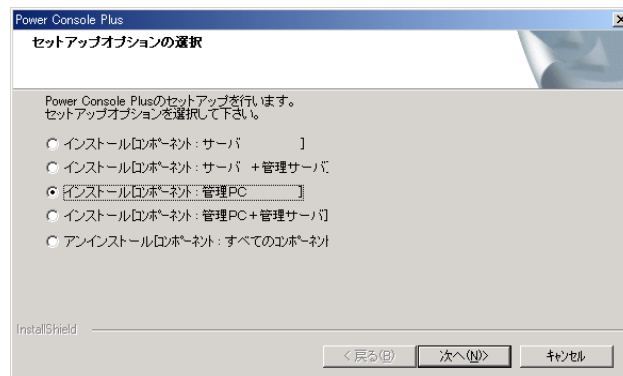 Power Console Plus
セットアップオプションの選択
Power Console Plusのセットアップを行います。
セットアップオプションを選択して下さい。
インストール[コンポーネント:サーバ ]
インストール[コンポーネント:サーバ +管理サーバ]
インストール[コンポーネント:管理PC ]
インストール[コンポーネント:管理PC+管理サーバ]
アンインストール[コンポーネント:すべてのコンポーネント
InstallShield
<戻る(B)
次へ(N)>
キャンセル